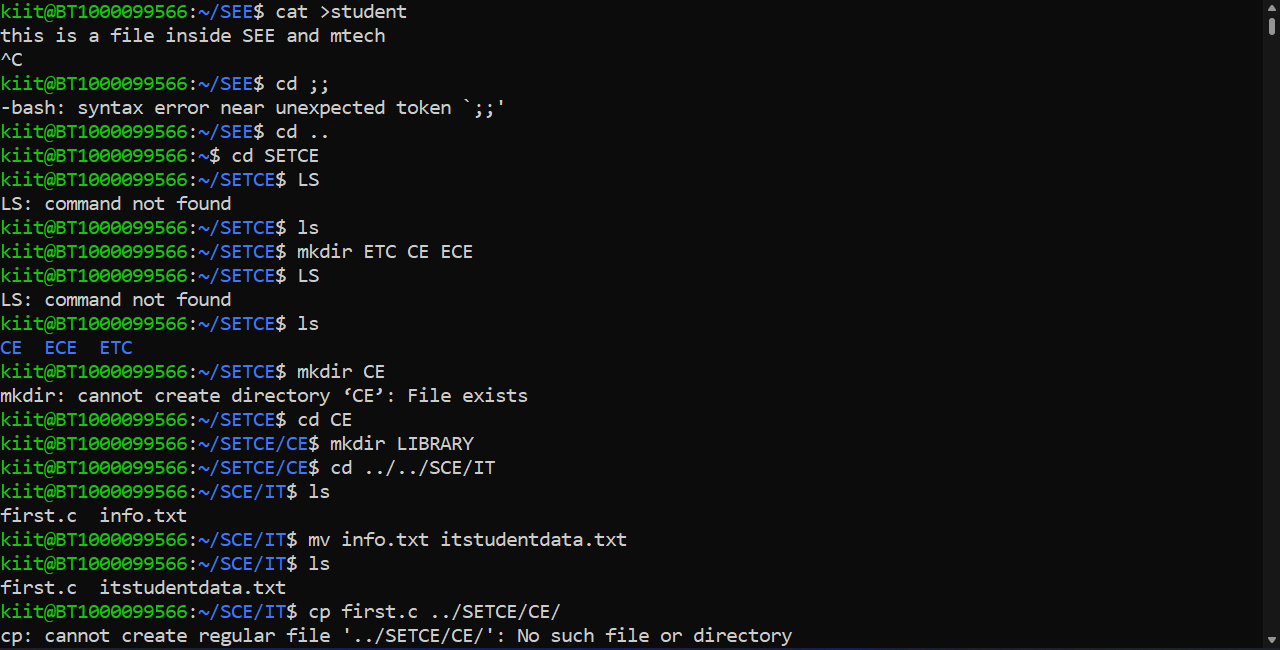 kiit@BT1000099566:~/SEE$ cat >student
this is a file inside SEE and mtech
^C
kiit@BT1000099566:~/SEE$ cd ;;
-bash: syntax error near unexpected token `;;'
kiit@BT1000099566:~/SEE$ cd ..
kiit@BT1000099566:~$ cd SETCE
kiit@BT1000099566:~/SETCE$ LS
LS: command not found
kiit@BT1000099566:~/SETCE$ ls
kiit@BT1000099566:~/SETCE$ mkdir ETC CE ECE
kiit@BT1000099566:~/SETCE$ LS
LS: command not found
kiit@BT1000099566:~/SETCE$ ls
CE  ECE  ETC
kiit@BT1000099566:~/SETCE$ mkdir CE
mkdir: cannot create directory ‘CE’: File exists
kiit@BT1000099566:~/SETCE$ cd CE
kiit@BT1000099566:~/SETCE/CE$ mkdir LIBRARY
kiit@BT1000099566:~/SETCE/CE$ cd ../../SCE/IT
kiit@BT1000099566:~/SCE/IT$ ls
first.c  info.txt
kiit@BT1000099566:~/SCE/IT$ mv info.txt itstudentdata.txt
kiit@BT1000099566:~/SCE/IT$ ls
first.c  itstudentdata.txt
kiit@BT1000099566:~/SCE/IT$ cp first.c ../SETCE/CE/
cp: cannot create regular file '../SETCE/CE/': No such file or directory